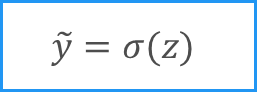 ỹ = σ(z)